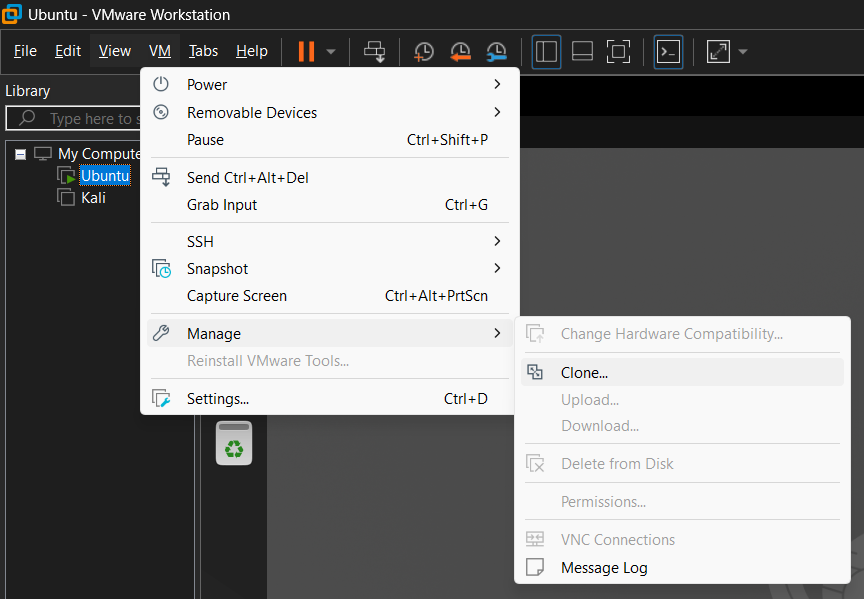 Ubuntu - VMware Workstation
File Edit View VM Tabs Help
Library
Type here to s
My Compute
Ubuntu
Kali
Power
Removable Devices
Pause Ctrl+Shift+P
Send Ctrl+Alt+Del
Grab Input Ctrl+G
SSH
Snapshot
Capture Screen Ctrl+Alt+PrtScn
Manage
Reinstall VMware Tools...
Settings... Ctrl+D
Change Hardware Compatibility...
Clone...
Upload...
Download...
Delete from Disk
Permissions...
VNC Connections
Message Log